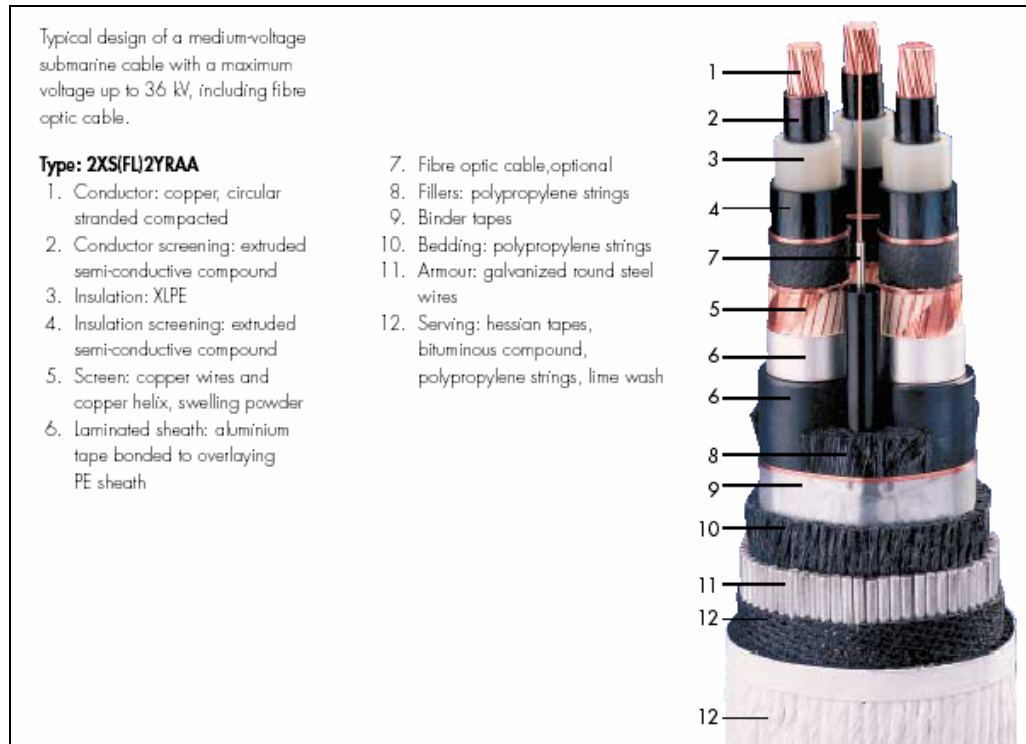 Typical design of a medium-voltage
submarine cable with a maximum
voltage up to 36 kV, including fibre
optic cable.
Type: 2XS(FL)2YRAA
1. Conductor: copper, circular
stranded compacted
2. Conductor screening: extruded
semi-conductive compound
3. Insulation: XLPE
4. Insulation screening: extruded
semi-conductive compound
5. Screen: copper wires and
copper helix, swelling powder
6. Laminated sheath: aluminium
tape bonded to overlaying
PE sheath
7. Fibre optic cable,optional
8. Fillers: polypropylene strings
9. Binder tapes
10. Bedding: polypropylene strings
11. Armour: galvanized round steel
wires
12. Serving: hessian tapes,
bituminous compound,
polypropylene strings, lime wash
1
2
3
4
7
5
6
6
8
9
10
11
12
12